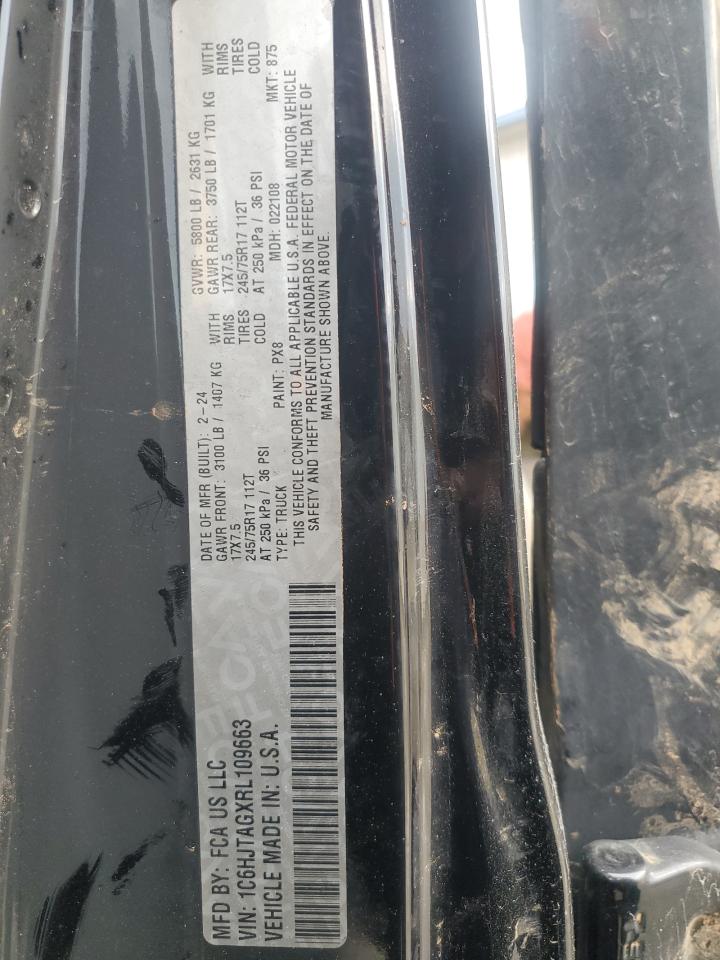 MFD BY: FCA US LLC
VIN: 1C6HJTAGXRL109663
VEHICLE MADE IN: U.S.A.
DATE OF MFR (BUILT): 2-24 GVWR: 5800 LB / 2631 KG
GAWR FRONT: 3100 LB / 1407 KG WITH GAWR REAR: 3750 LB / 1701 KG WITH
17X7.5 RIMS 17X7.5 RIMS
245/75R17 112T TIRES 245/75R17 112T TIRES
AT 250 kPa / 36 PSI COLD AT 250 kPa / 36 PSI COLD
TYPE: TRUCK PAINT: PX8 MDH: 022108 MKT: 875
THIS VEHICLE CONFORMS TO ALL APPLICABLE U.S.A. FEDERAL MOTOR VEHICLE
SAFETY AND THEFT PREVENTION STANDARDS IN EFFECT ON THE DATE OF
MANUFACTURE SHOWN ABOVE.